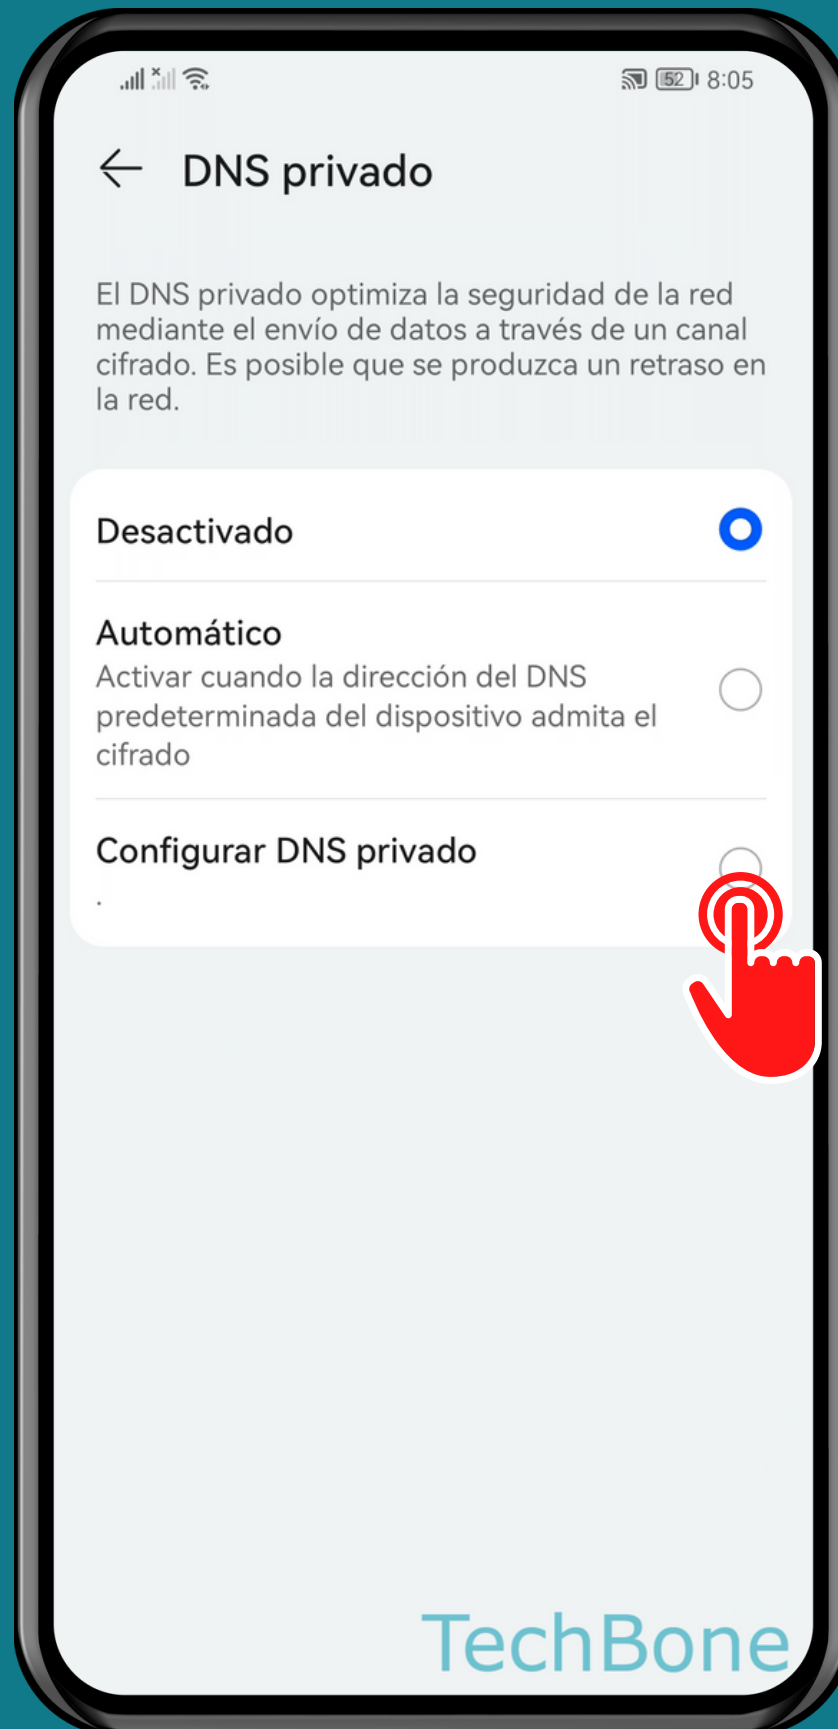 52 8:05
DNS privado
El DNS privado optimiza la seguridad de la red
mediante el envío de datos a través de un canal
cifrado. Es posible que se produzca un retraso en
la red.
Desactivado
Automático
Activar cuando la dirección del DNS
predeterminada del dispositivo admita el
cifrado
Configurar DNS privado
.
TechBone